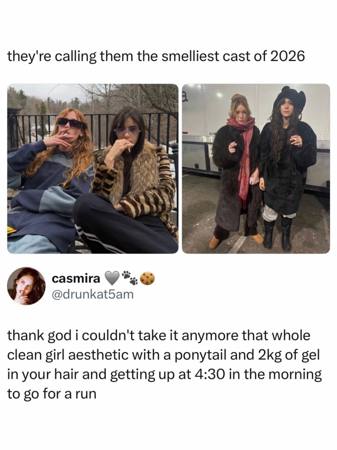 they're calling them the smelliest cast of 2026
casmira 🩶🐾🍪
@drunkat5am
thank god i couldn't take it anymore that whole
clean girl aesthetic with a ponytail and 2kg of gel
in your hair and getting up at 4:30 in the morning
to go for a run